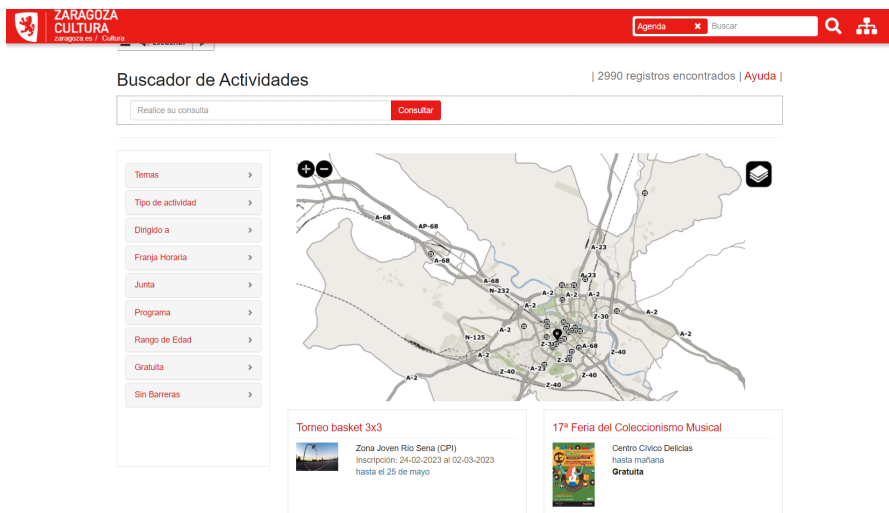 ZARAGOZA
CULTURA
zaragoza.es / Cultura
Agenda
Buscar
Escuchar
Buscador de Actividades
| 2990 registros encontrados | Ayuda |
Realice su consulta
Consultar
Temas
Tipo de actividad
Dirigido a
Franja Horaria
Junta
Programa
Rango de Edad
Gratuita
Sin Barreras
A-68
AP-68
A-68
A-23
A-68
A-23
N-232
A-2
A-2
A-2
A-2
Z-30
A-2
N-125
A-2
A-68
Z-40
A-2
Z-40
A-23
Z-40
A-2
Z-40
Torneo basket 3x3
Zona Joven Río Sena (CPI)
Inscripción: 24-02-2023 al 02-03-2023
hasta el 25 de mayo
17ª Feria del Coleccionismo Musical
Centro Cívico Delicias
hasta mañana
Gratuita